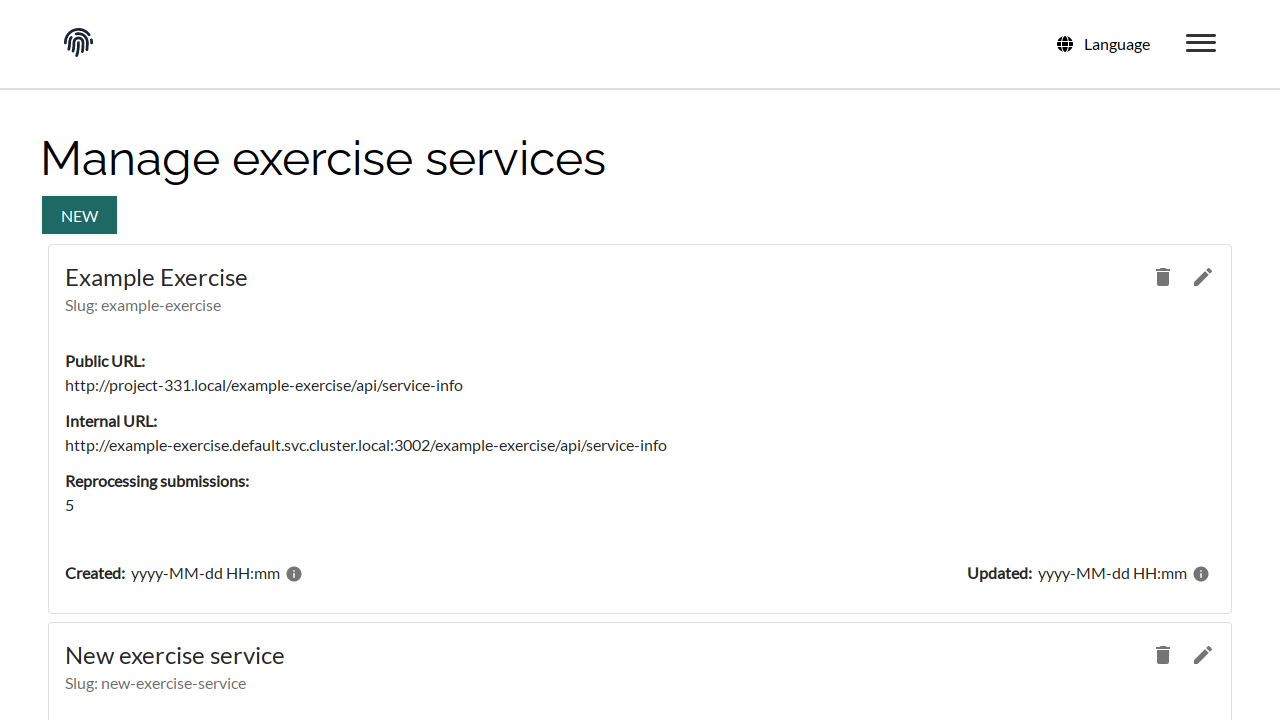 Language
Manage exercise services
NEW
Example Exercise
Slug: example-exercise
Public URL:
http://project-331.local/example-exercise/api/service-info
Internal URL:
http://example-exercise.default.svc.cluster.local:3002/example-exercise/api/service-info
Reprocessing submissions:
5
Created: yyyy-MM-dd HH:mm
Updated: yyyy-MM-dd HH:mm
New exercise service
Slug: new-exercise-service